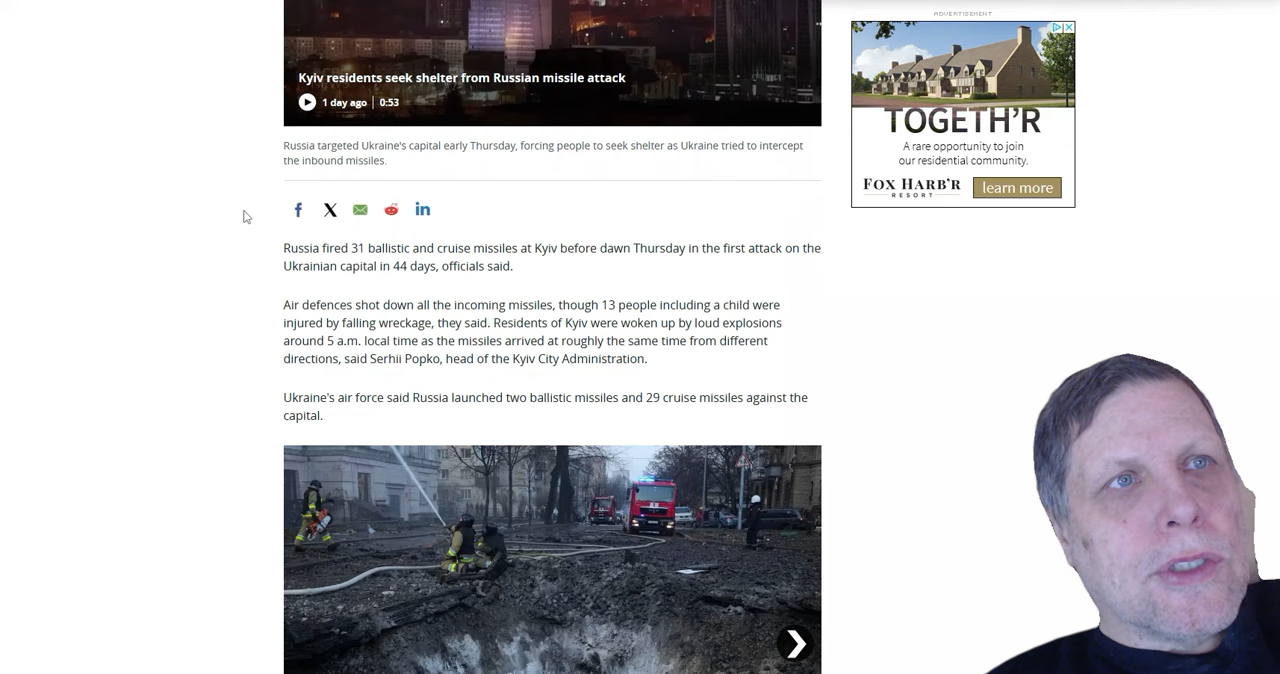 Kyiv residents seek shelter from Russian missile attack
1 day ago | 0:53
Russia targeted Ukraine's capital early Thursday, forcing people to seek shelter as Ukraine tried to intercept
the inbound missiles.
Russia fired 31 ballistic and cruise missiles at Kyiv before dawn Thursday in the first attack on the
Ukrainian capital in 44 days, officials said.
Air defences shot down all the incoming missiles, though 13 people including a child were
injured by falling wreckage, they said. Residents of Kyiv were woken up by loud explosions
around 5 a.m. local time as the missiles arrived at roughly the same time from different
directions, said Serhii Popko, head of the Kyiv City Administration.
Ukraine's air force said Russia launched two ballistic missiles and 29 cruise missiles against the
capital.
ADVERTISEMENT
TOGETH'R
A rare opportunity to join
our residential community.
FOX HARB'R
RESORT
learn more